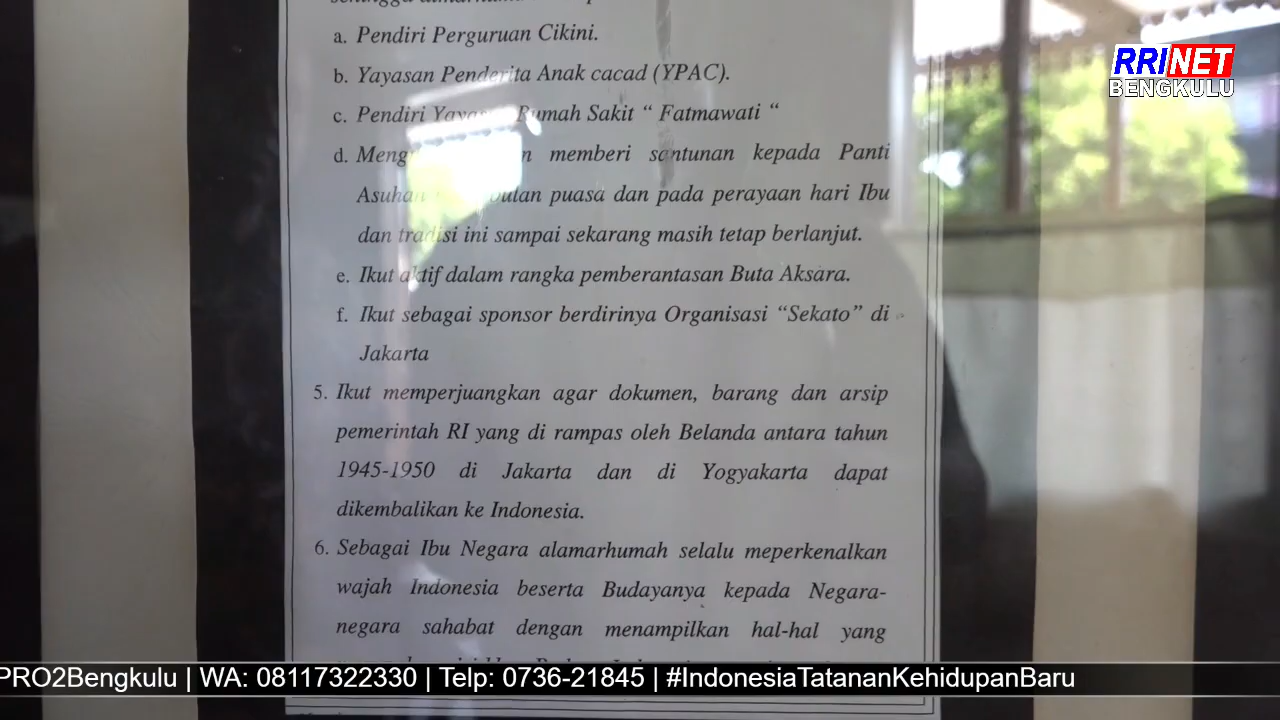 a. Pendiri Perguruan Cikini.
b. Yayasan Penderita Anak cacad (YPAC).
c. Pendiri Yayasan Rumah Sakit “ Fatmawati “
d. memberi santunan kepada Panti
Asuhan bulan puasa dan pada perayaan hari Ibu
dan tradisi ini sampai sekarang masih tetap berlanjut.
e. Ikut aktif dalam rangka pemberantasan Buta Aksara.
f. Ikut sebagai sponsor berdirinya Organisasi “Sekato” di
Jakarta
5. Ikut memperjuangkan agar dokumen, barang dan arsip
pemerintah RI yang di rampas oleh Belanda antara tahun
1945-1950 di Jakarta dan di Yogyakarta dapat
dikembalikan ke Indonesia.
6. Sebagai Ibu Negara alamarhumah selalu meperkenalkan
wajah Indonesia beserta Budayanya kepada Negara-
negara sahabat dengan menampilkan hal-hal yang
RRINET
BENGKULU
PRO2Bengkulu | WA: 08117322330 | Telp: 0736-21845 | #IndonesiaTatananKehidupanBaru